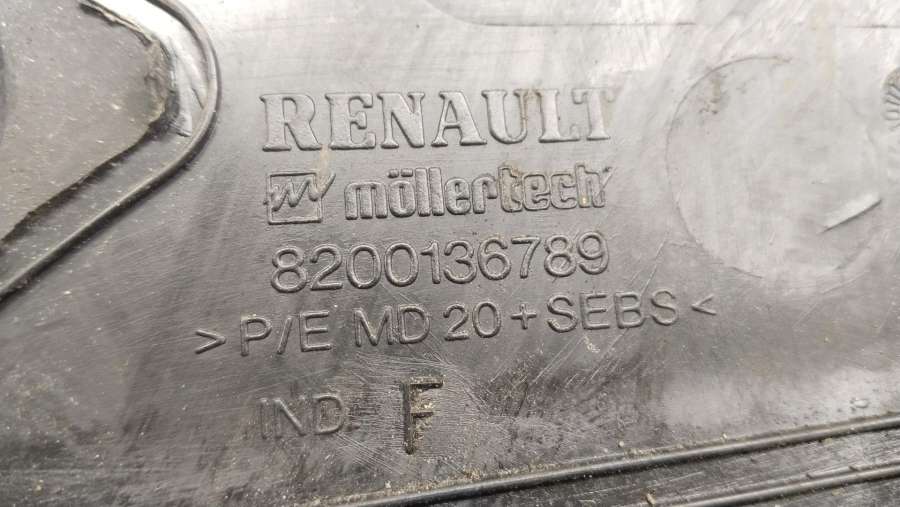 RENAULT
möllertech
8200136789
>P/E MD 20+SEBS<
IND. F